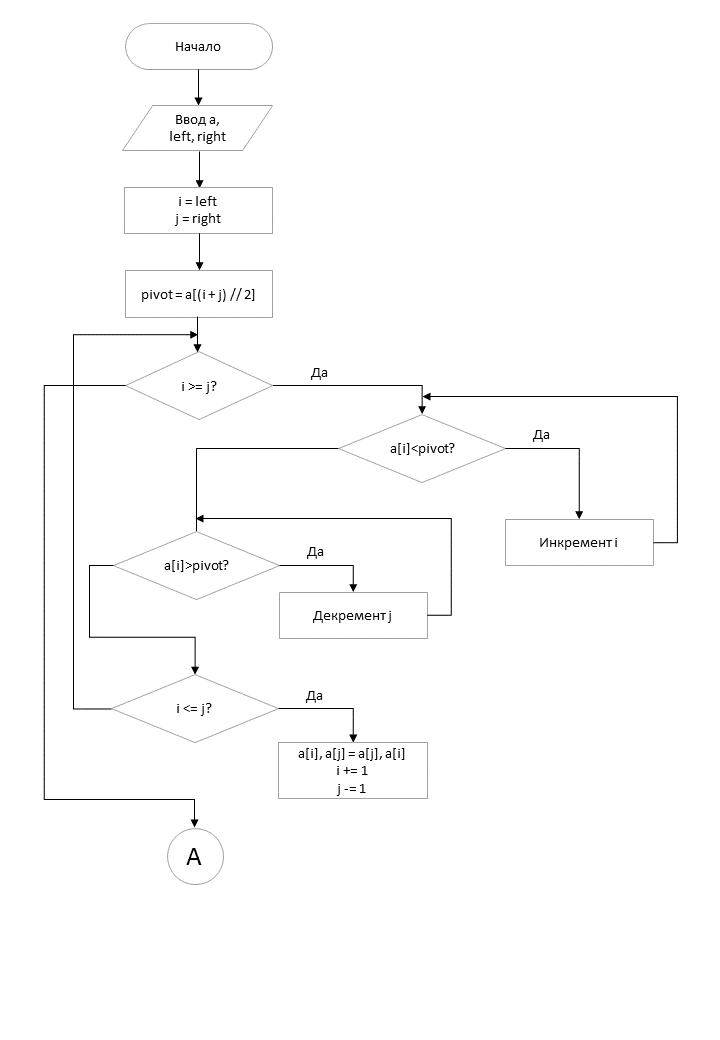 Начало
Ввод a,
left, right
i = left
j = right
pivot = a[(i + j) // 2]
i >= j?
Да
a[i]<pivot?
Да
Инкремент i
a[i]>pivot?
Да
Декремент j
i <= j?
Да
a[i], a[j] = a[j], a[i]
i += 1
j -= 1
A